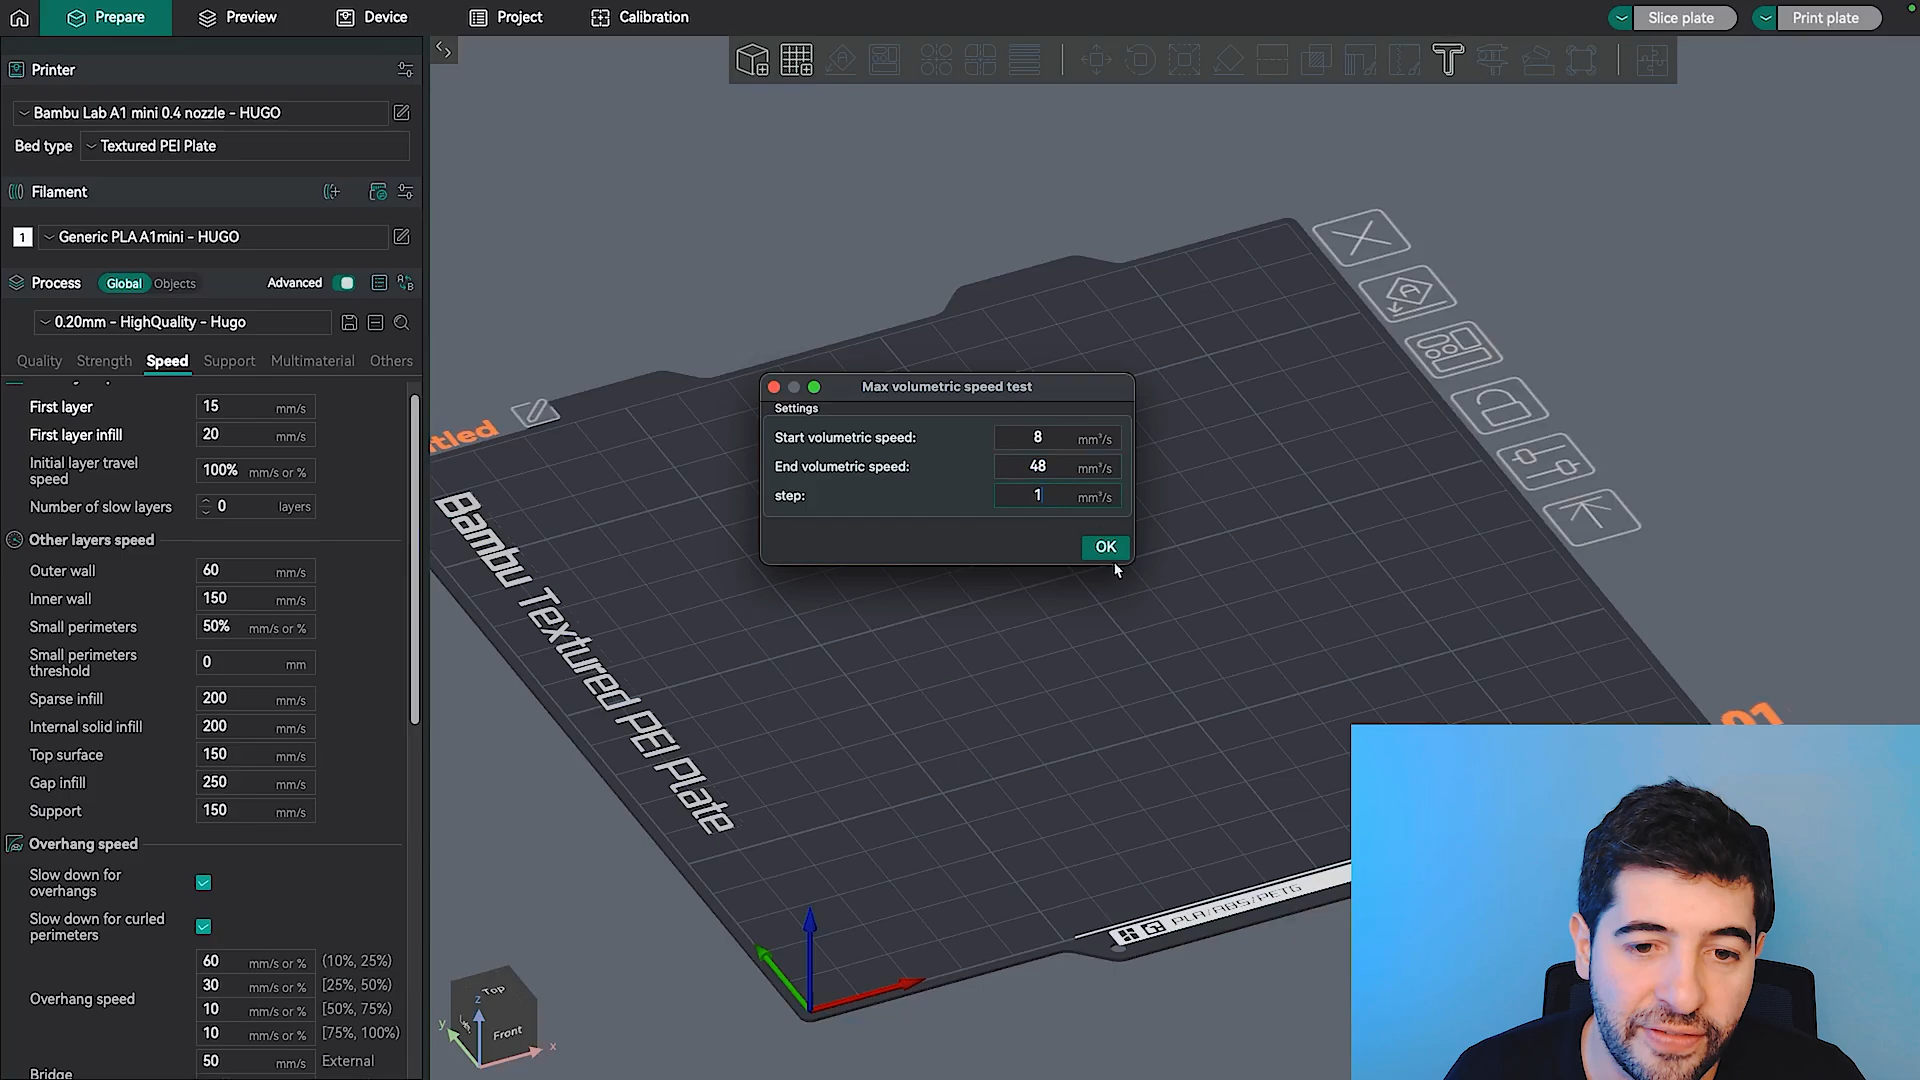 Prepare
Preview
Device
Project
Calibration
Slice plate
Print plate
Printer
Bambu Lab A1 mini 0.4 nozzle - HUGO
Bed type
Textured PEI Plate
Filament
1
Generic PLA A1mini - HUGO
Process
Global
Objects
Advanced
0.20mm - HighQuality - Hugo
Quality
Strength
Speed
Support
Multimaterial
Others
First layer 15 mm/s
First layer infill 20 mm/s
Initial layer travel
speed
100% mm/s or %
Number of slow layers 0 layers
Other layers speed
Outer wall 60 mm/s
Inner wall 150 mm/s
Small perimeters 50% mm/s or %
Small perimeters
threshold
0 mm
Sparse infill 200 mm/s
Internal solid infill 200 mm/s
Top surface 150 mm/s
Gap infill 250 mm/s
Support 150 mm/s
Overhang speed
Slow down for
overhangs
Slow down for curled
perimeters
Overhang speed
60 mm/s or % (10%, 25%)
30 mm/s or % [25%, 50%)
10 mm/s or % [50%, 75%)
10 mm/s or % [75%, 100%)
Bridge
50 mm/s External
Max volumetric speed test
Settings
Start volumetric speed: 8 mm³/s
End volumetric speed: 48 mm³/s
step: 1 mm³/s
OK
titled
Bambu Textured PEI Plate
01
PLA/ABS/PETG
Top
Front
z
y
x